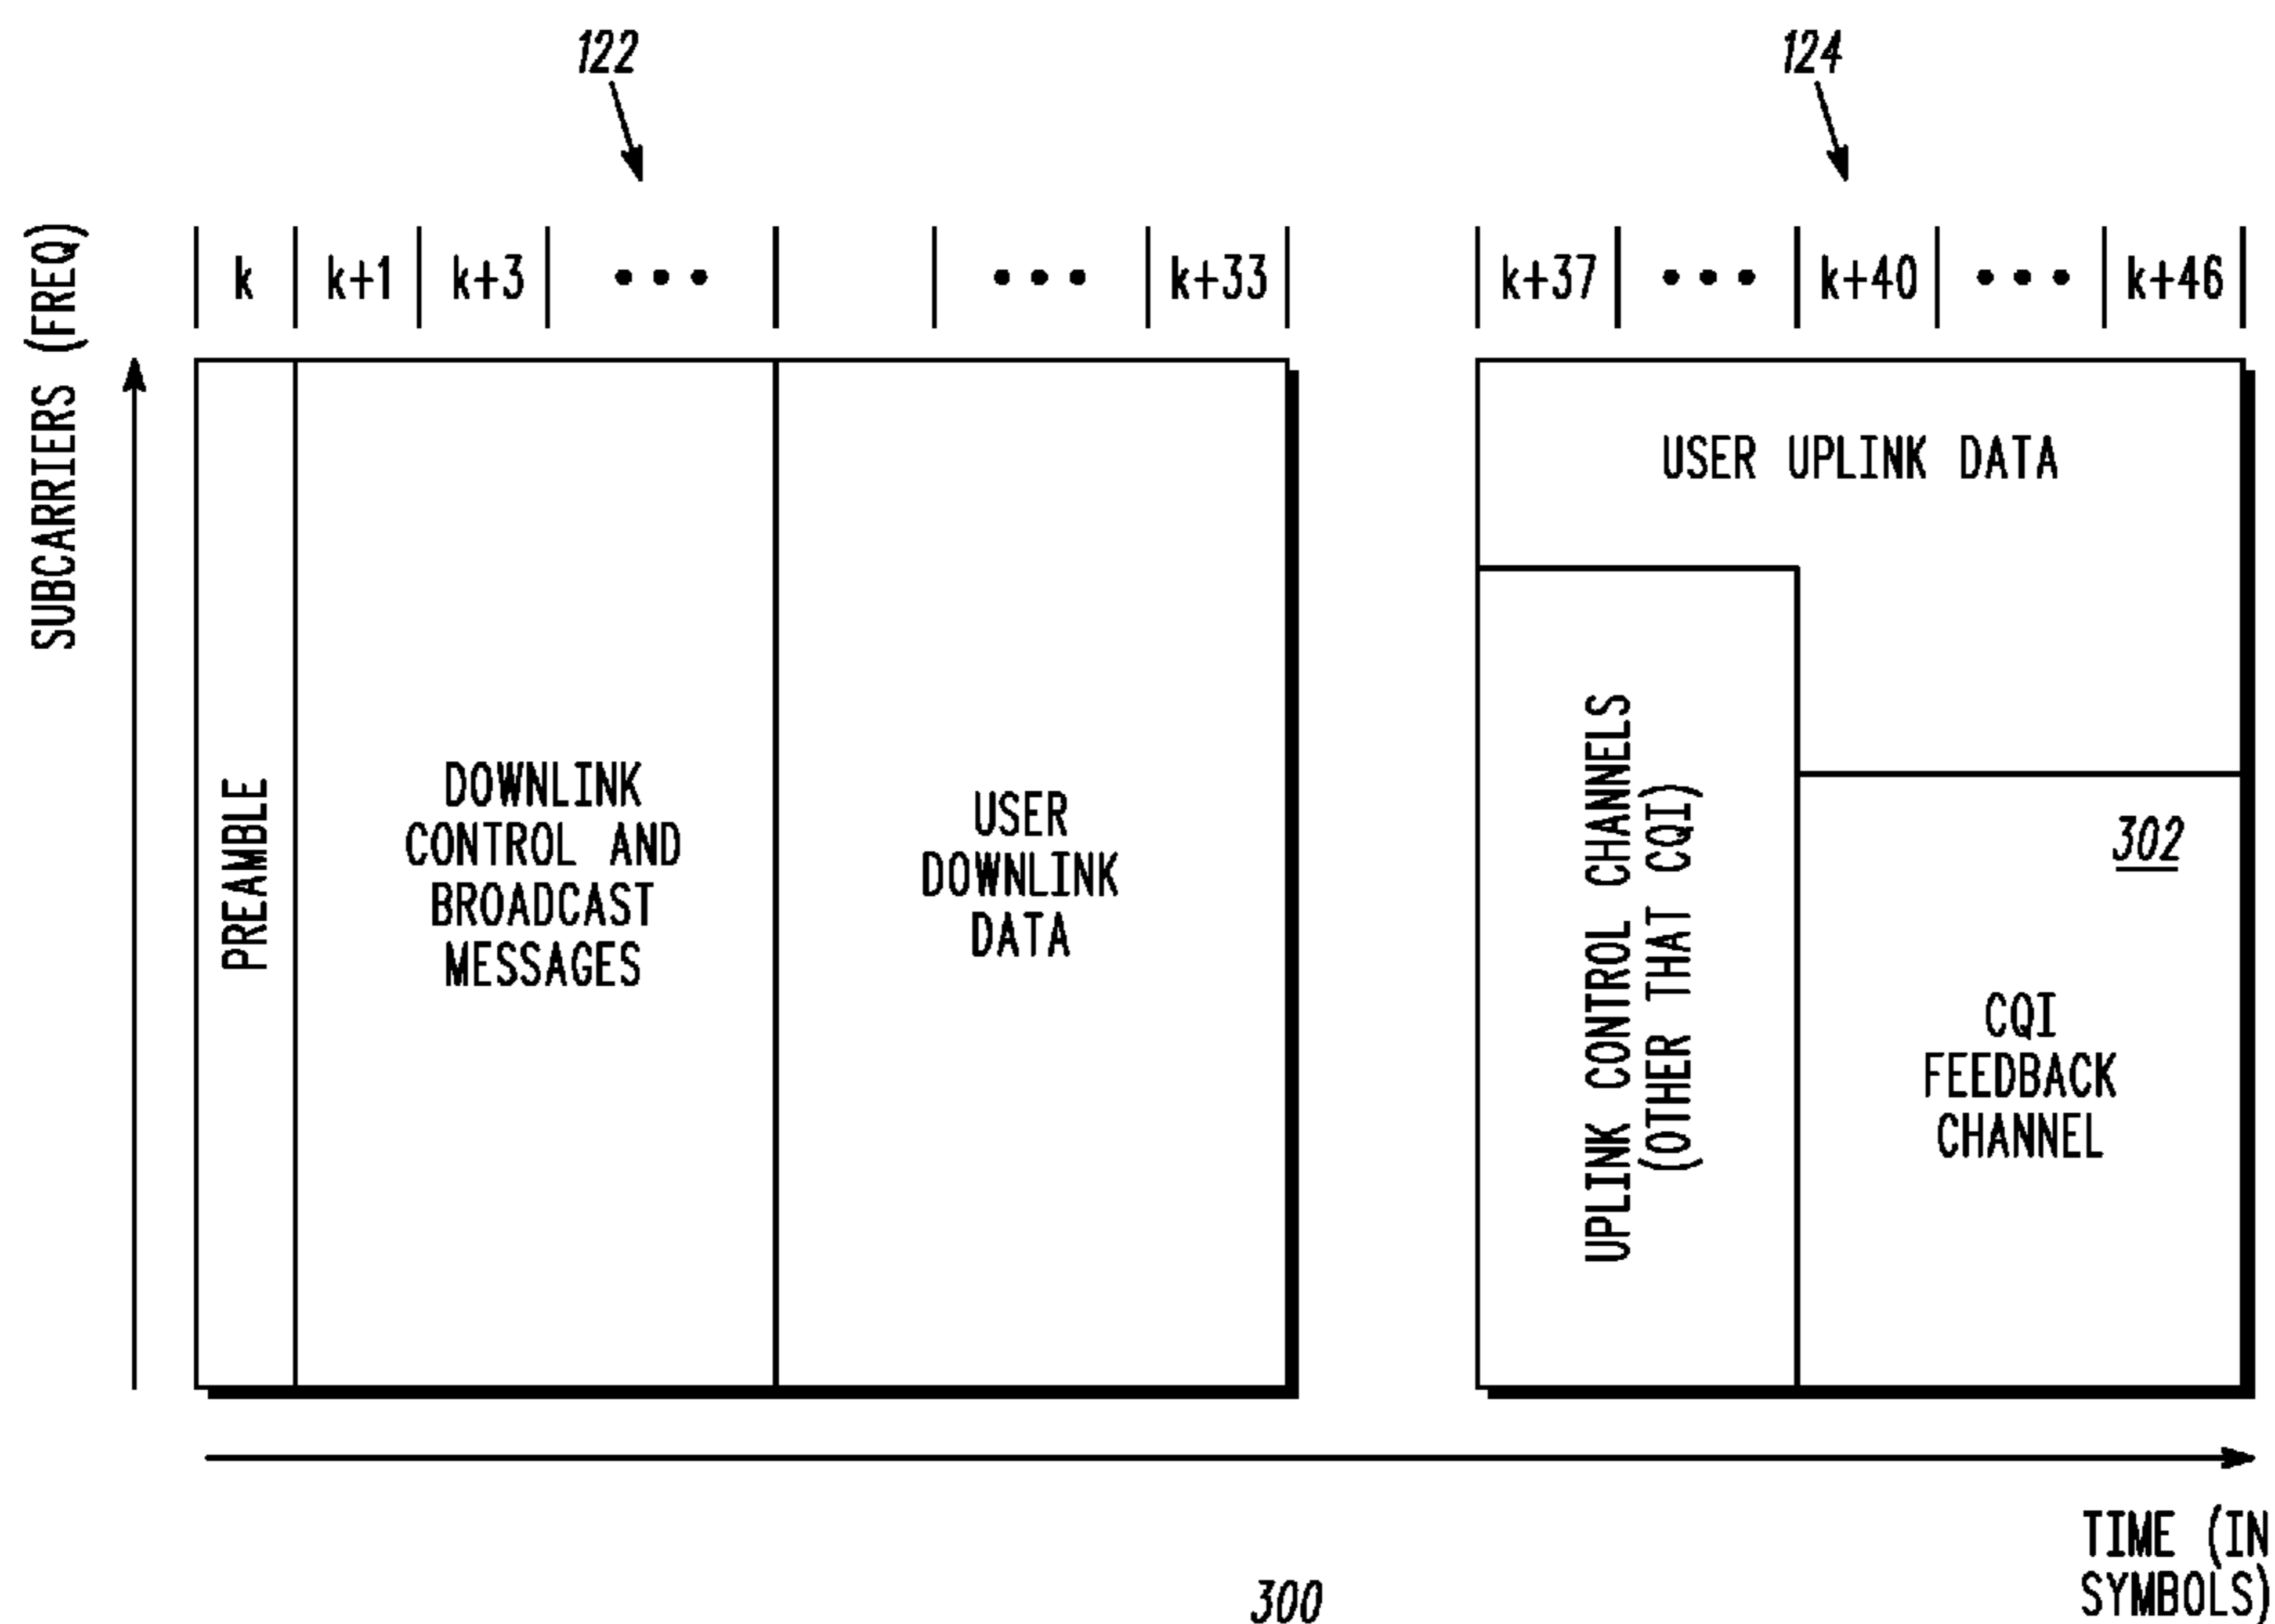 122
124
SUBCARRIERS (FREQ)
k
k+1
k+3
•••
•••
k+33
k+37
•••
k+40
•••
k+46
PREAMBLE
DOWNLINK
CONTROL AND
BROADCAST
MESSAGES
USER
DOWNLINK
DATA
USER UPLINK DATA
UPLINK CONTROL CHANNELS
(OTHER THAT CQI)
302
CQI
FEEDBACK
CHANNEL
TIME (IN
SYMBOLS)
300